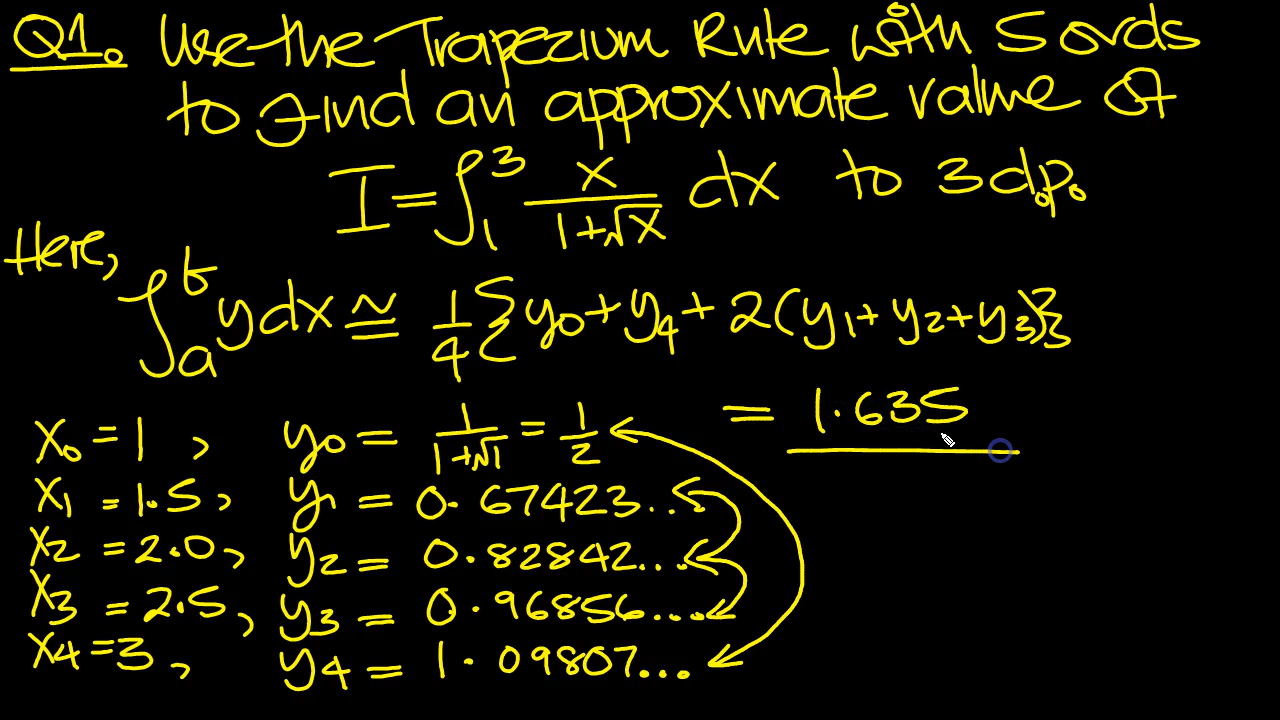 Q1. Use the Trapezium Rule with 5 ords
to find an approximate value of
I = ∫₁³ x/(1+√x) dx to 3 d.p.
Here,
∫ₐᵇ y dx ≅ 1/4 {y₀ + y₄ + 2(y₁ + y₂ + y₃)}
= 1.635
x₀ = 1 , y₀ = 1/(1+√1) = 1/2
x₁ = 1.5 , y₁ = 0.67423...
x₂ = 2.0 , y₂ = 0.82842...
x₃ = 2.5 , y₃ = 0.96856...
x₄ = 3 , y₄ = 1.09807...